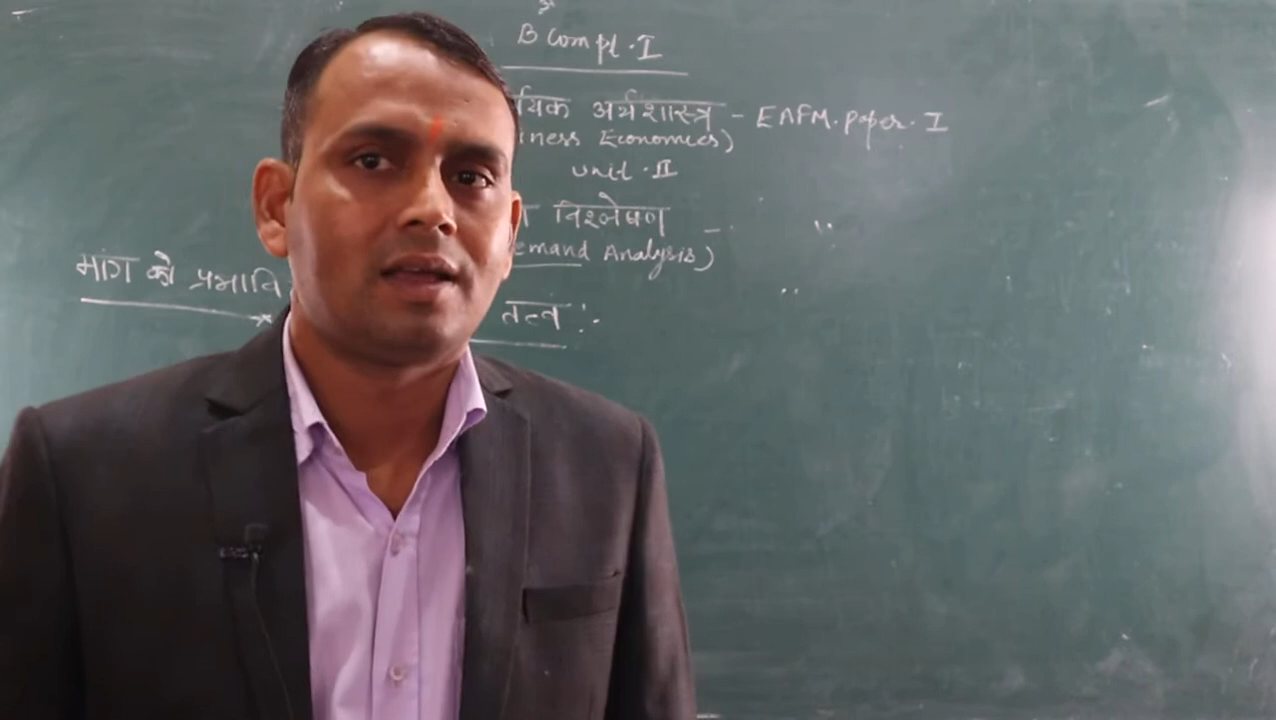 B Com pt. I
यिक अर्थशास्त्र - EAFM. paper. I
iness Economics)
Unit. II
विश्लेषण -
emand Analysis)
मांग को प्रभावि तत्व :-